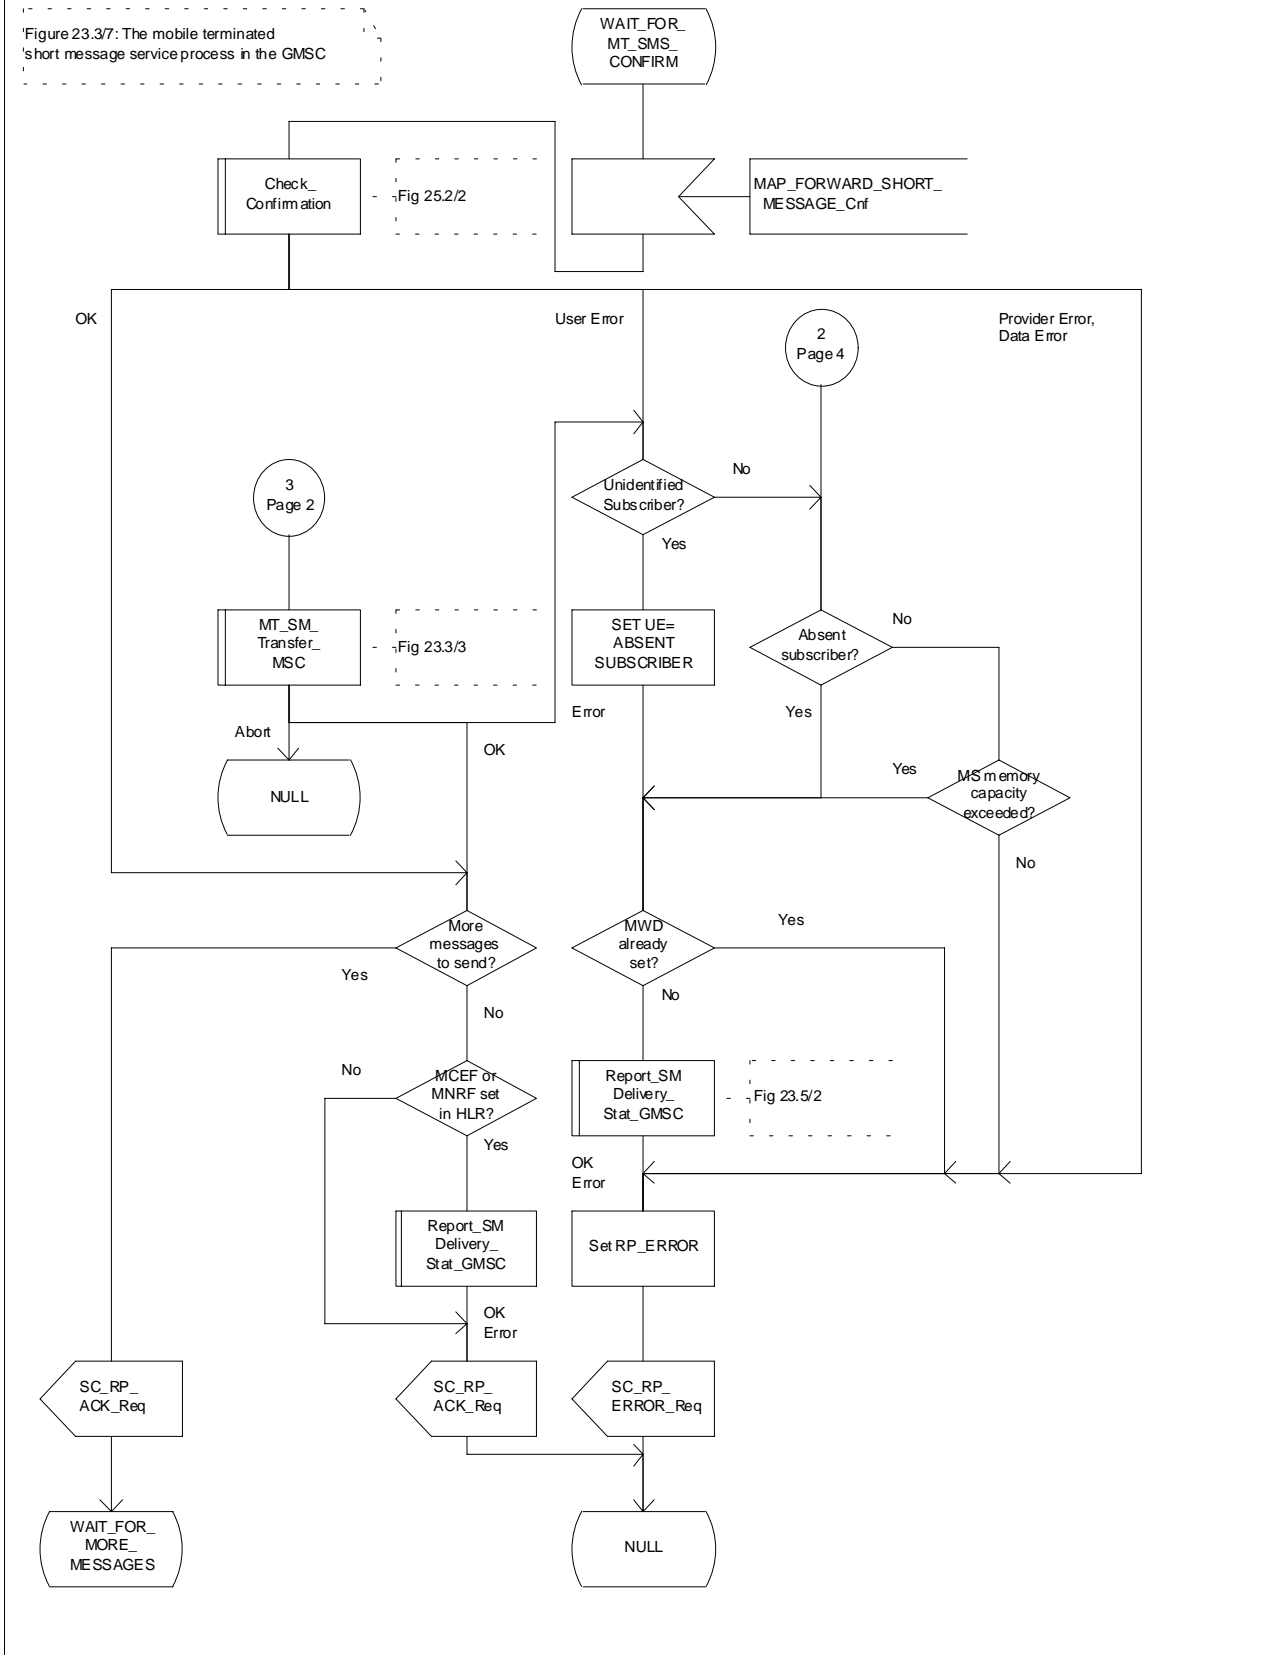 Figure 23.3/7: The mobile terminated
short message service process in the GMSC
WAIT_FOR_
MT_SMS_
CONFIRM
Check_
Confirmation
Fig 25.2/2
MAP_FORWARD_SHORT_
MESSAGE_Cnf
OK
User Error
Provider Error,
Data Error
2
Page 4
3
Page 2
Unidentified
Subscriber?
No
Yes
MT_SM_
Transfer_
MSC
Fig 23.3/3
SET UE=
ABSENT
SUBSCRIBER
Absent
subscriber?
No
Error
Yes
Abort
OK
NULL
Yes
MS memory
capacity
exceeded?
No
More
messages
to send?
Yes
No
MWD
already
set?
Yes
No
No
MCEF or
MNRF set
in HLR?
Yes
Report_SM
Delivery_
Stat_GMSC
Fig 23.5/2
OK
Error
Report_SM
Delivery_
Stat_GMSC
Set RP_ERROR
OK
Error
SC_RP_
ACK_Req
SC_RP_
ACK_Req
SC_RP_
ERROR_Req
WAIT_FOR_
MORE_
MESSAGES
NULL